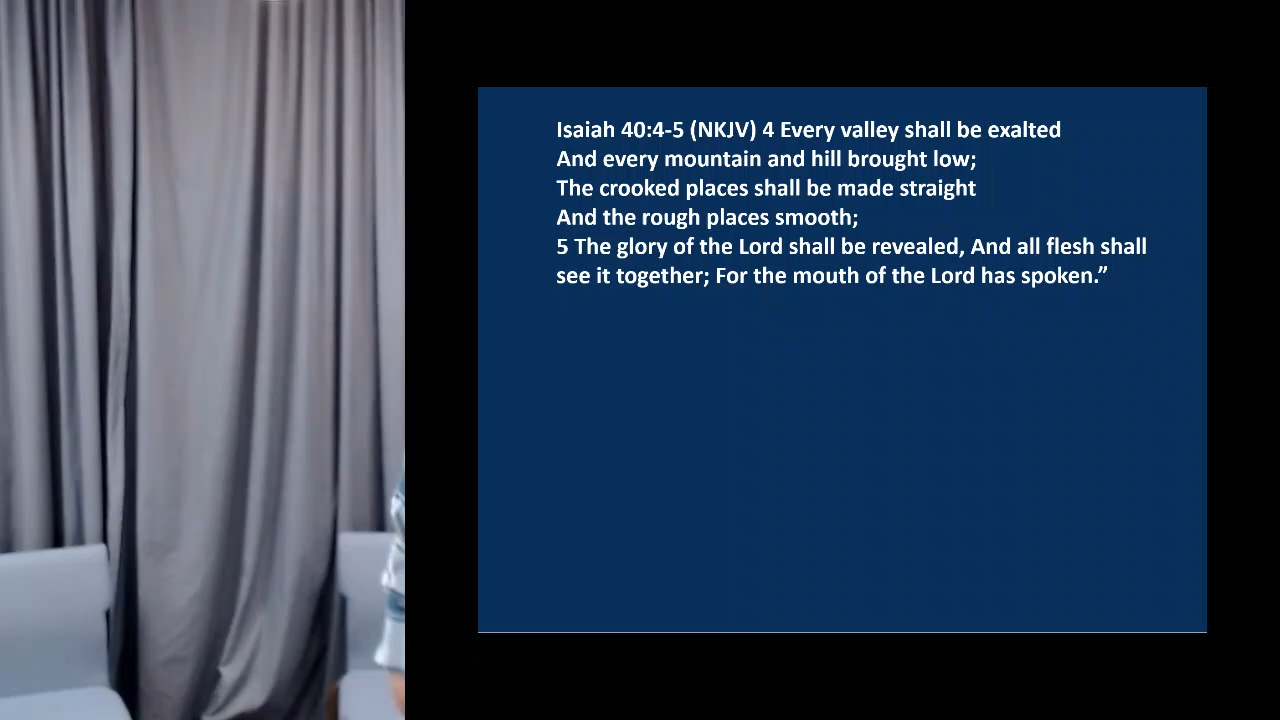 Isaiah 40:4-5 (NKJV) 4 Every valley shall be exalted
And every mountain and hill brought low;
The crooked places shall be made straight
And the rough places smooth;
5 The glory of the Lord shall be revealed, And all flesh shall
see it together; For the mouth of the Lord has spoken.”